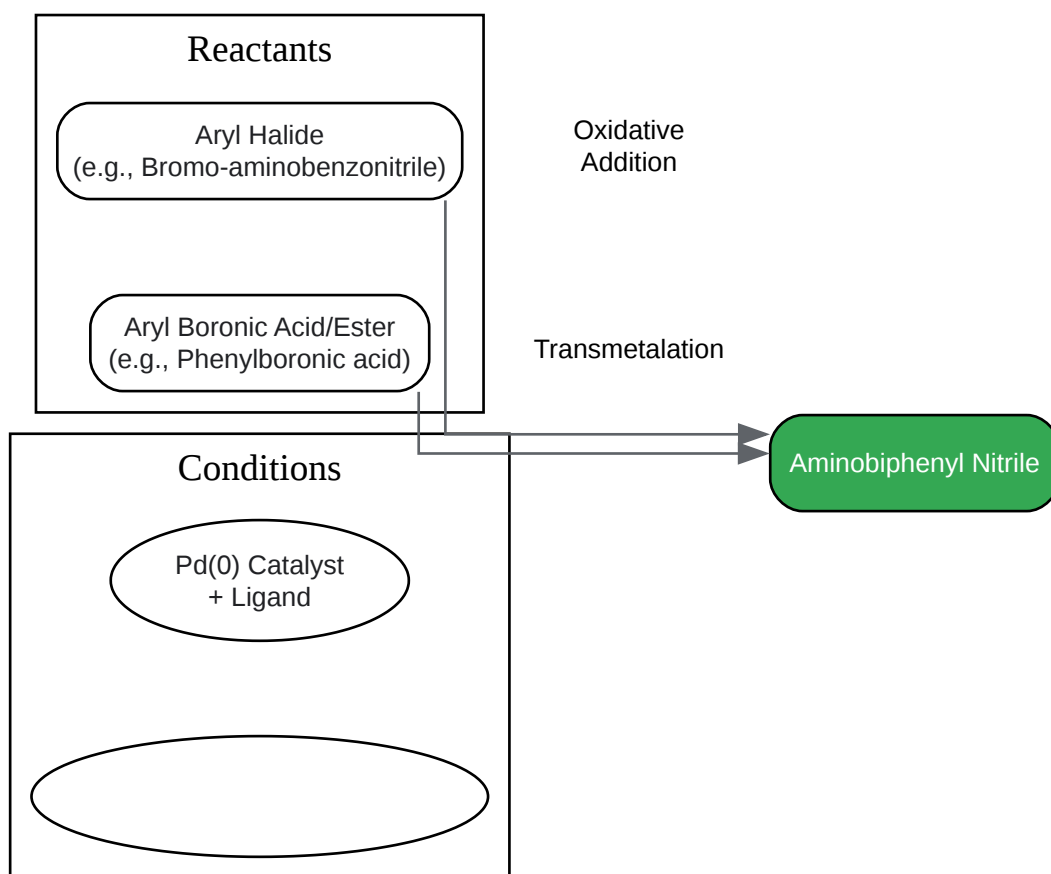 Reactants
Aryl Halide
(e.g., Bromo-aminobenzonitrile)
Oxidative
Addition
Aryl Boronic Acid/Ester
(e.g., Phenylboronic acid)
Transmetalation
Aminobiphenyl Nitrile
Conditions
Pd(0) Catalyst
+ Ligand